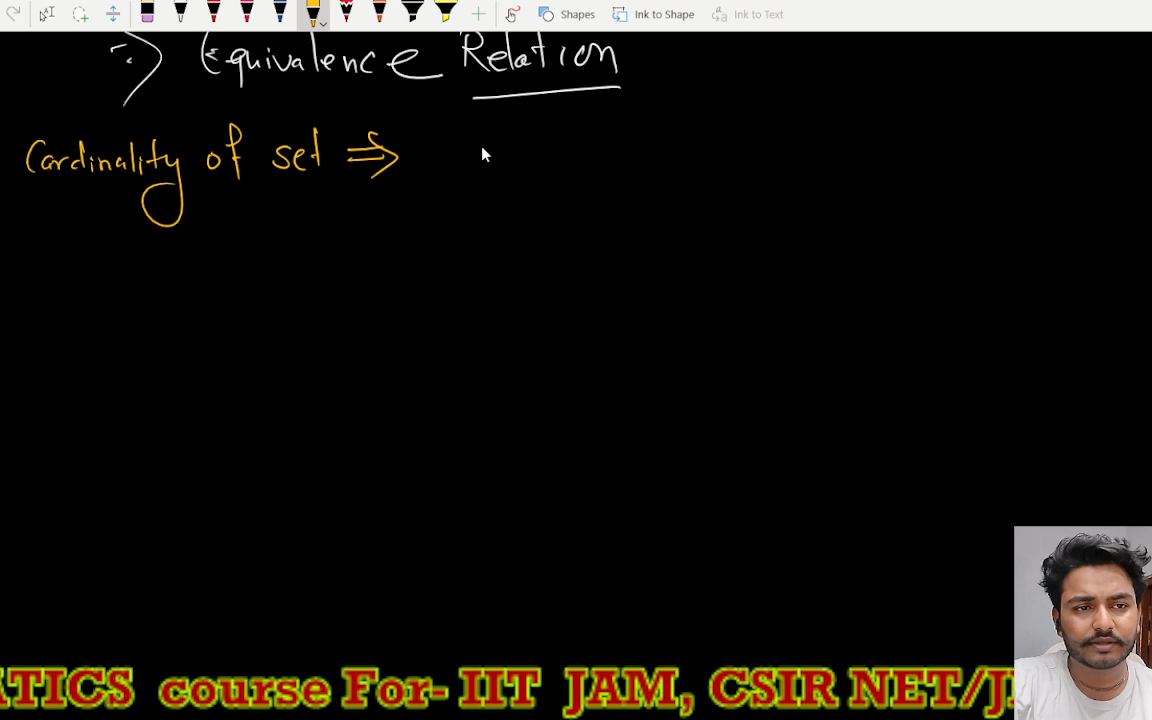 Shapes Ink to Shape Ink to Text
∴) Equivalence Relation
Cardinality of set ⇒
ATICS course For- IIT JAM, CSIR NET/J